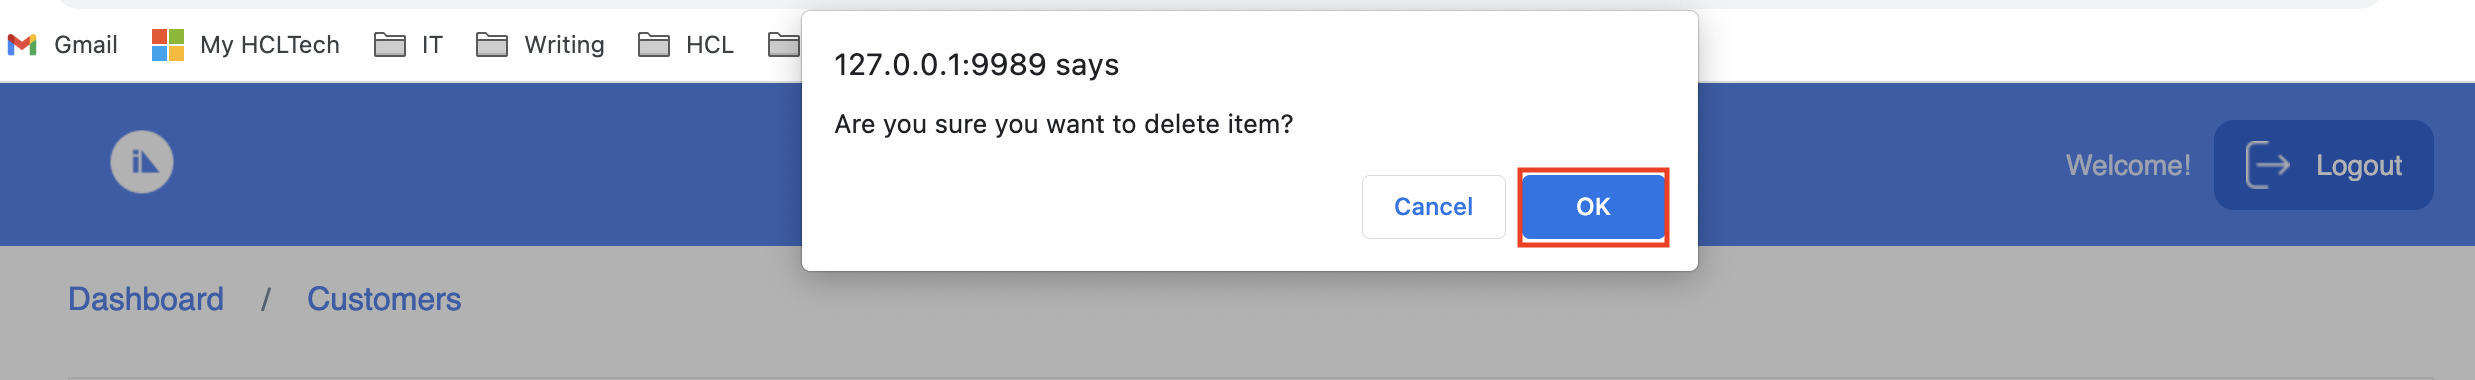 Gmail My HCLTech IT Writing HCL
127.0.0.1:9989 says
Are you sure you want to delete item?
Cancel OK
Welcome! Logout
Dashboard / Customers